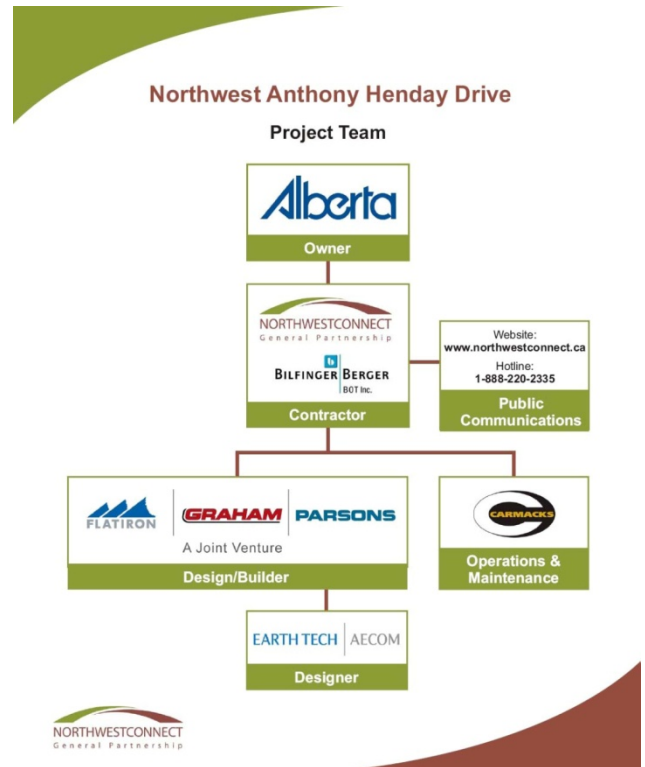 Northwest Anthony Henday Drive
Project Team
Alberta
Owner
NORTHWESTCONNECT
General Partnership
b
BILFINGER BERGER
BOT Inc.
Contractor
Website:
www.northwestconnect.ca
Hotline:
1-888-220-2335
Public
Communications
FLATIRON
GRAHAM
PARSONS
A Joint Venture
Design/Builder
CARMACKS
Operations &
Maintenance
EARTH TECH AECOM
Designer
NORTHWESTCONNECT
General Partnership